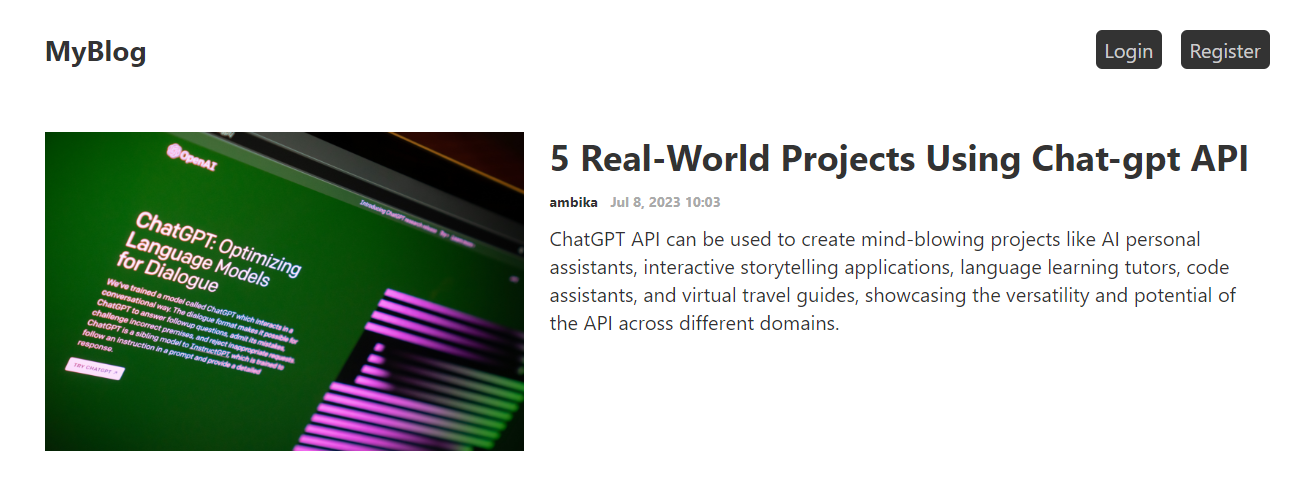 MyBlog
Login
Register
OpenAI
Introducing ChatGPT research release
ChatGPT: Optimizing
Language Models
for Dialogue
We've trained a model called ChatGPT which interacts in a
conversational way. The dialogue format makes it possible for
ChatGPT to answer followup questions, admit its mistakes,
challenge incorrect premises, and reject inappropriate requests.
ChatGPT is a sibling model to InstructGPT, which is trained to
follow an instruction in a prompt and provide a detailed
response.
TRY CHATGPT
5 Real-World Projects Using Chat-gpt API
ambika Jul 8, 2023 10:03
ChatGPT API can be used to create mind-blowing projects like AI personal
assistants, interactive storytelling applications, language learning tutors, code
assistants, and virtual travel guides, showcasing the versatility and potential of
the API across different domains.